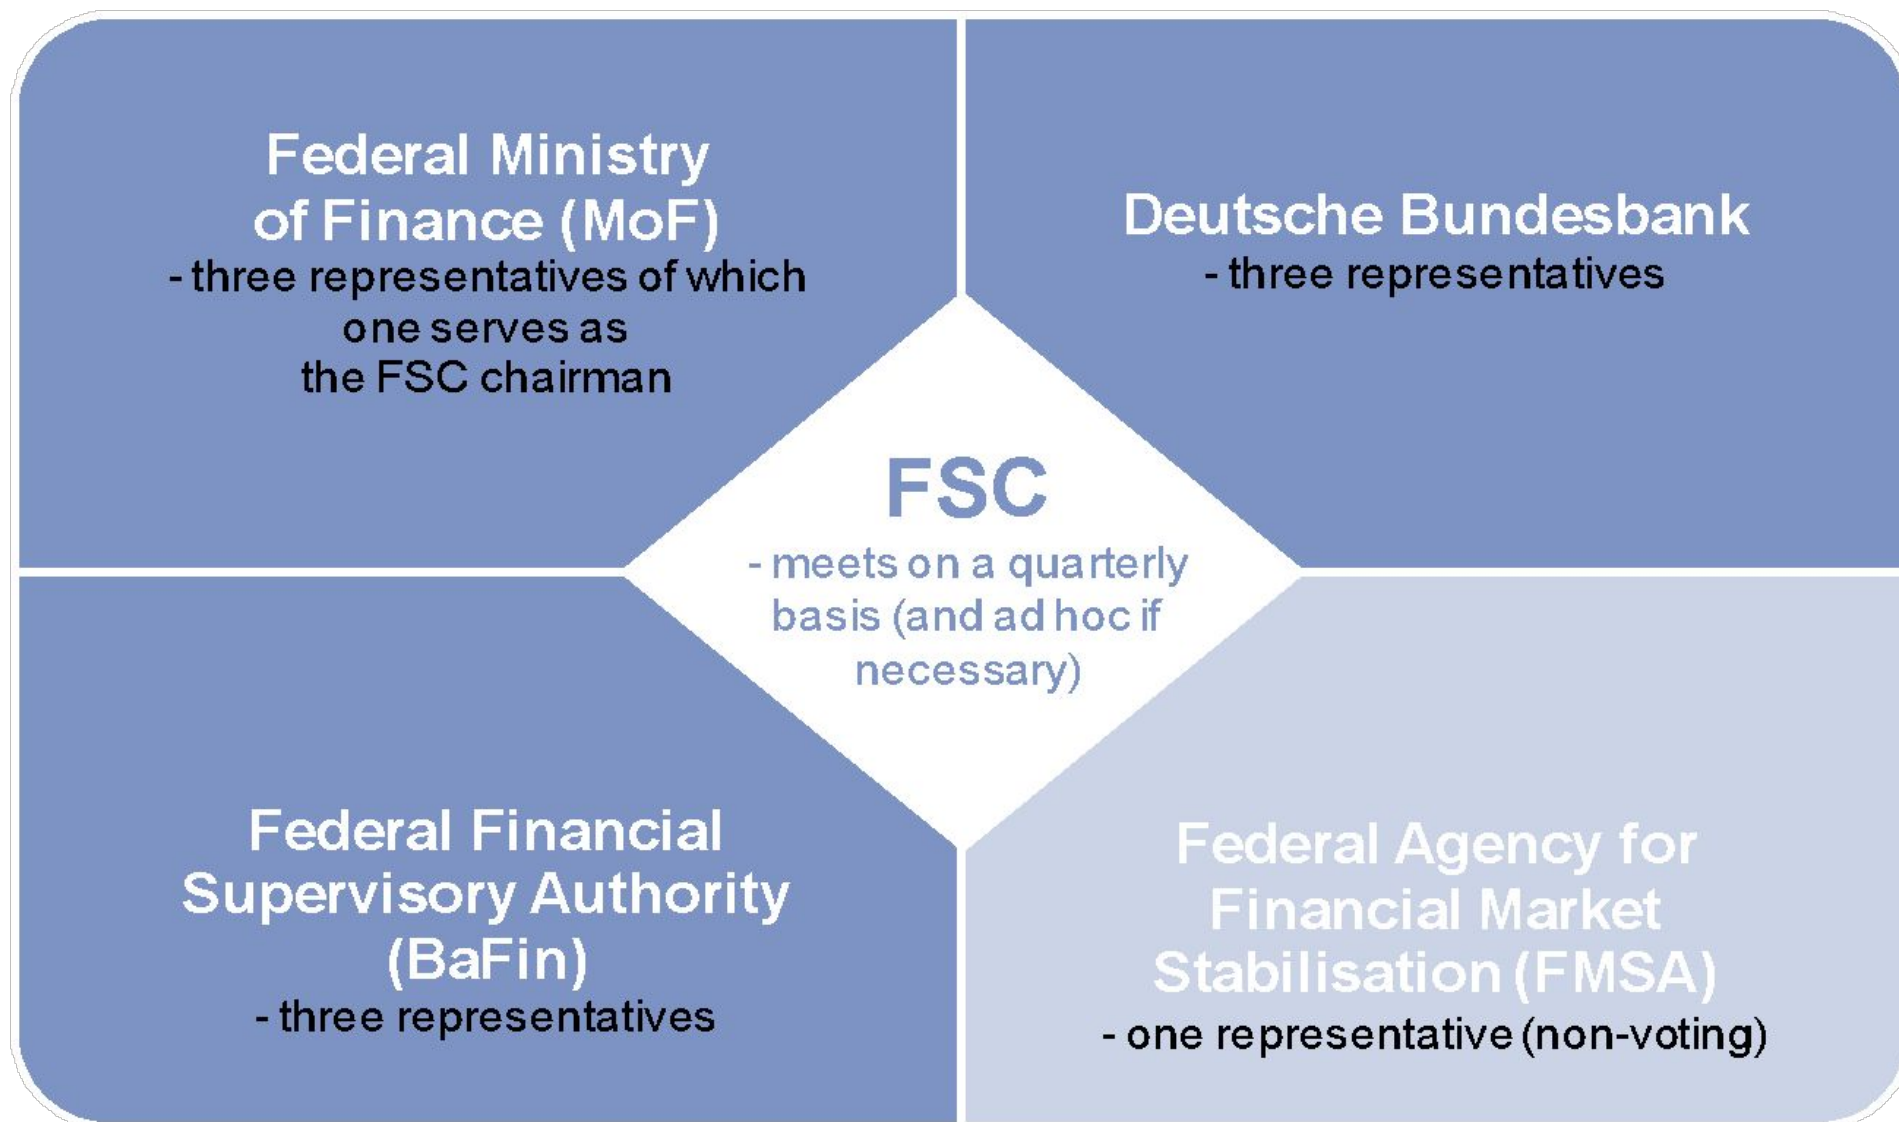 Federal Ministry
of Finance (MoF)
- three representatives of which
one serves as
the FSC chairman
Deutsche Bundesbank
- three representatives
FSC
- meets on a quarterly
basis (and ad hoc if
necessary)
Federal Financial
Supervisory Authority
(BaFin)
- three representatives
Federal Agency for
Financial Market
Stabilisation (FMSA)
- one representative (non-voting)